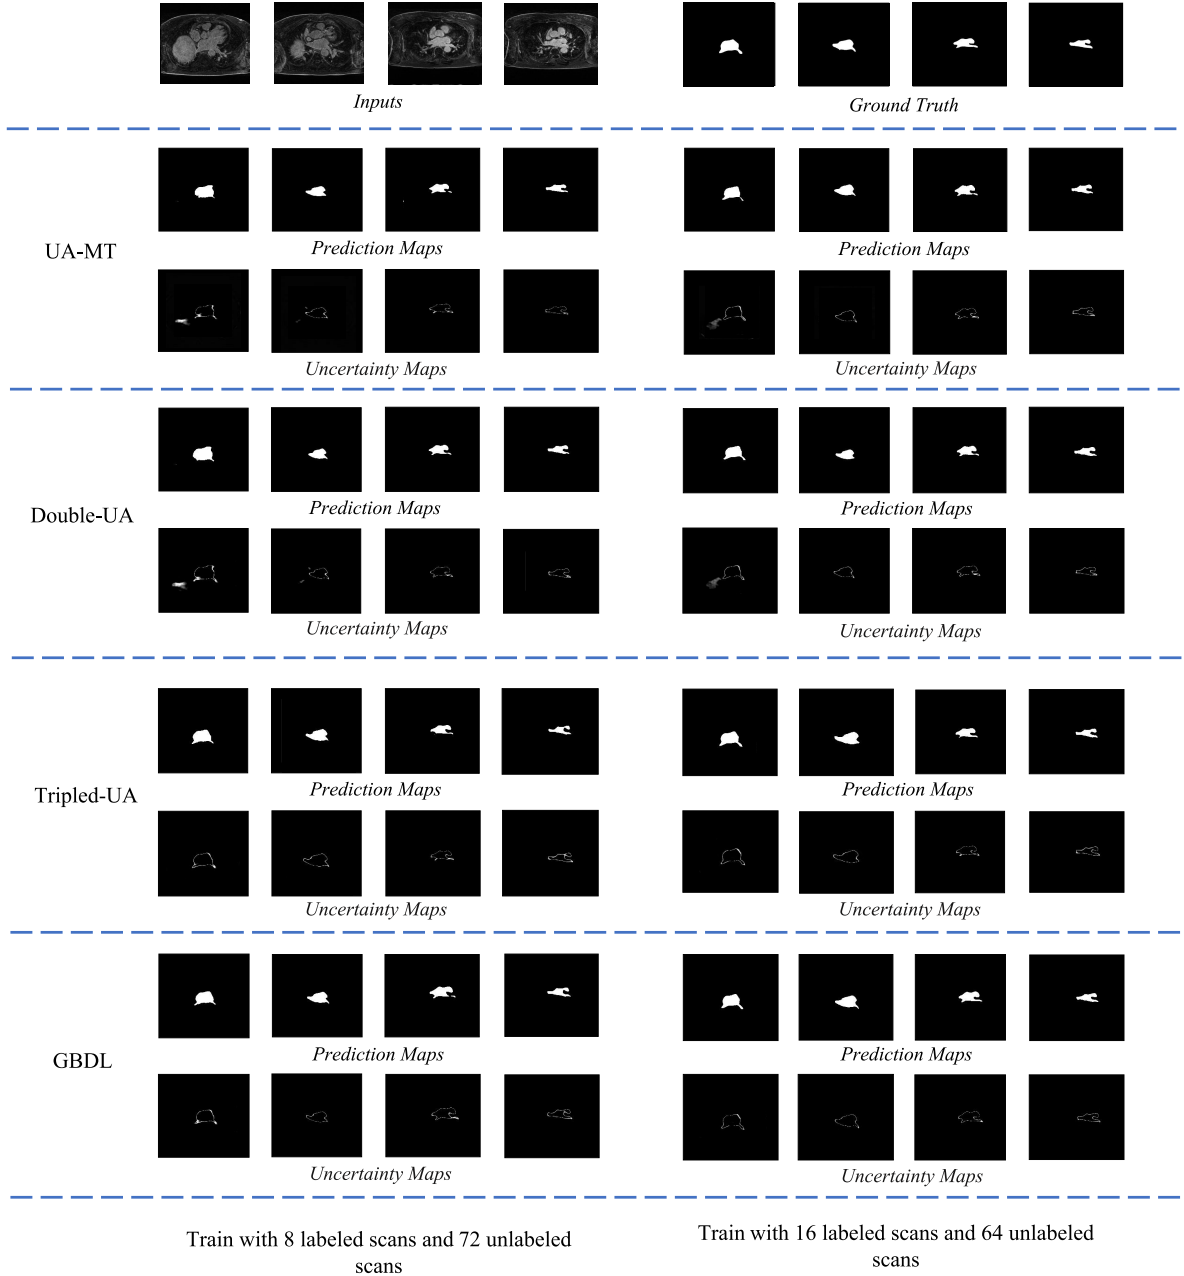 Inputs
Ground Truth
UA-MT
Prediction Maps
Prediction Maps
Uncertainty Maps
Uncertainty Maps
Double-UA
Prediction Maps
Prediction Maps
Uncertainty Maps
Uncertainty Maps
Tripled-UA
Prediction Maps
Prediction Maps
Uncertainty Maps
Uncertainty Maps
GBDL
Prediction Maps
Prediction Maps
Uncertainty Maps
Uncertainty Maps
Train with 8 labeled scans and 72 unlabeled
scans
Train with 16 labeled scans and 64 unlabeled
scans